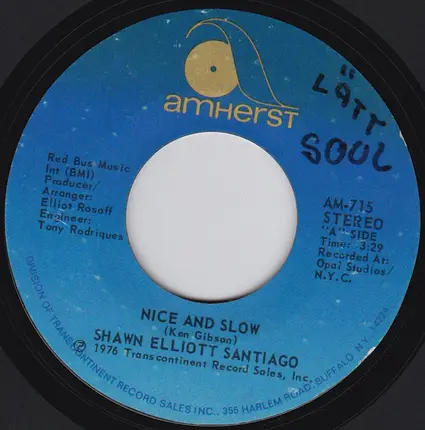 amHerst
" LÄTT
SOUL
Red Bus Music
Int (BMI)
Producer/
Arranger:
Elliot Rosoff
Engineer:
Tony Rodriques
AM-715
STEREO
"A" SIDE
Time: 3:29
Recorded At:
Opal Studios/
N.Y.C.
NICE AND SLOW
(Ken Gibson)
SHAWN ELLIOTT SANTIAGO
℗ 1976 Transcontinent Record Sales, Inc.
DIVISION OF TRANSCONTINENT RECORD SALES INC., 355 HARLEM ROAD, BUFFALO, N.Y. 14224